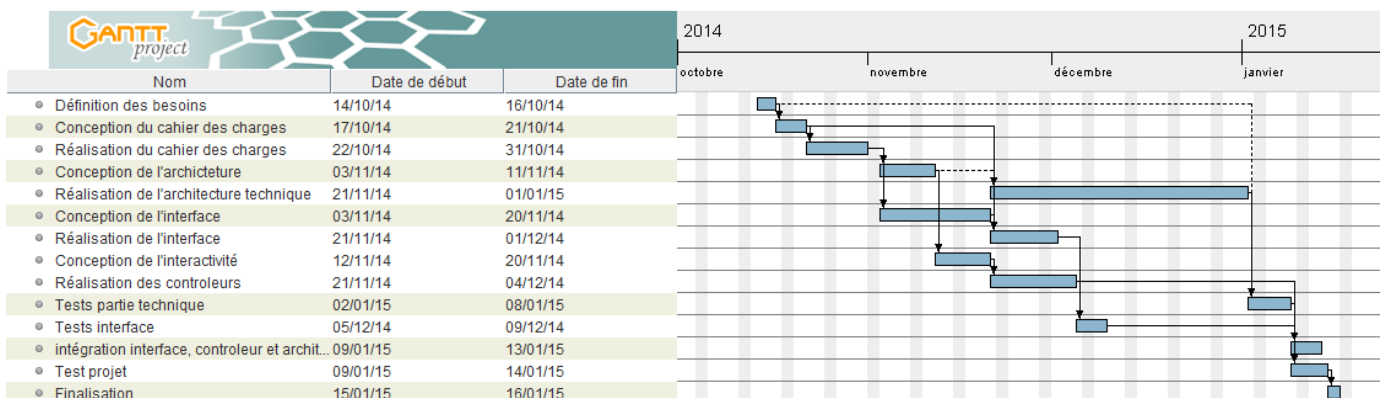 GANTT
project
2014 2015
Nom Date de début Date de fin
octobre novembre décembre janvier
Définition des besoins 14/10/14 16/10/14
Conception du cahier des charges 17/10/14 21/10/14
Réalisation du cahier des charges 22/10/14 31/10/14
Conception de l'archicteture 03/11/14 11/11/14
Réalisation de l'architecture technique 21/11/14 01/01/15
Conception de l'interface 03/11/14 20/11/14
Réalisation de l'interface 21/11/14 01/12/14
Conception de l'interactivité 12/11/14 20/11/14
Réalisation des controleurs 21/11/14 04/12/14
Tests partie technique 02/01/15 08/01/15
Tests interface 05/12/14 09/12/14
intégration interface, controleur et archit... 09/01/15 13/01/15
Test projet 09/01/15 14/01/15
Finalisation 15/01/15 16/01/15